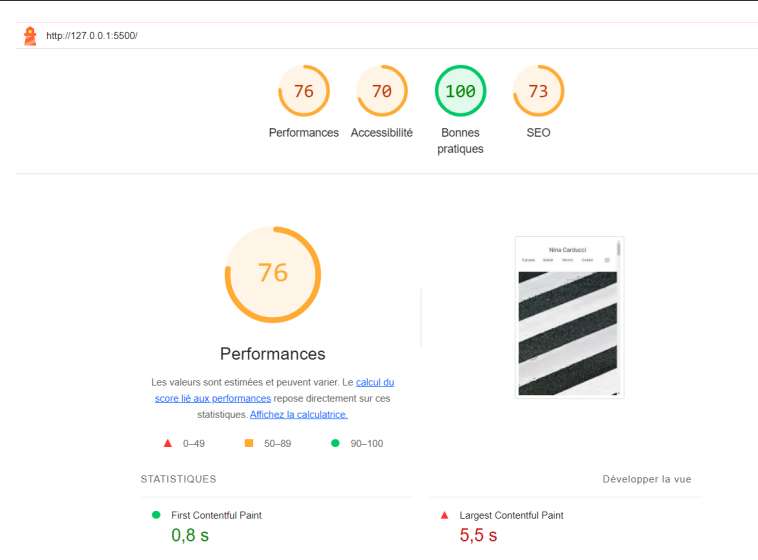 http://127.0.0.1:5500/
76 70 100 73
Performances Accessibilité Bonnes pratiques SEO
Nina Carducci
76
Performances
Les valeurs sont estimées et peuvent varier. Le calcul du
score lié aux performances repose directement sur ces
statistiques. Affichez la calculatrice.
0–49 50–89 90–100
STATISTIQUES Développer la vue
First Contentful Paint Largest Contentful Paint
0,8 s 5,5 s